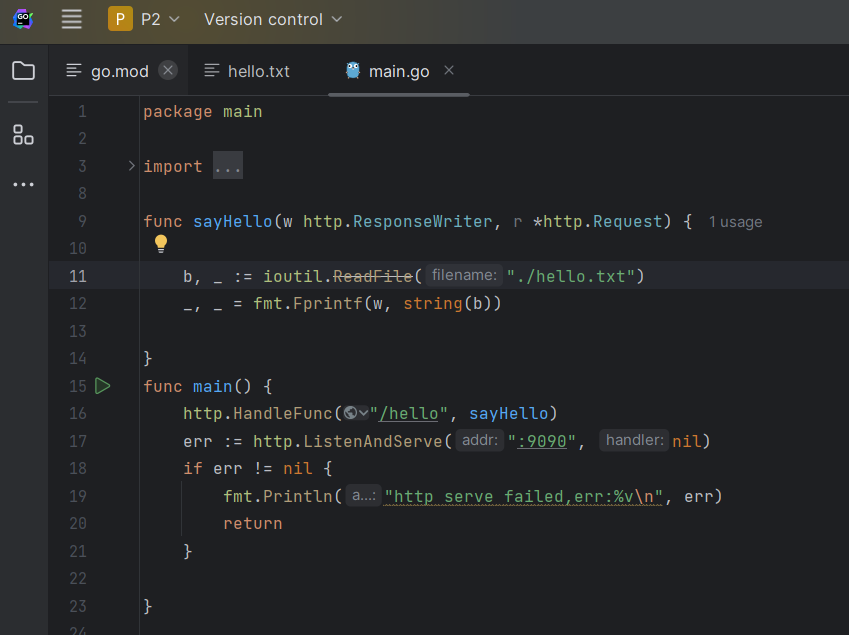 GO P P2 Version control
go.mod hello.txt main.go
1 package main
2
3 import ...
8
9 func sayHello(w http.ResponseWriter, r *http.Request) { 1 usage
10
11 b, _ := ioutil.ReadFile( filename: "./hello.txt")
12 _, _ = fmt.Fprintf(w, string(b))
13
14 }
15 func main() {
16 http.HandleFunc("/hello", sayHello)
17 err := http.ListenAndServe( addr: ":9090", handler: nil)
18 if err != nil {
19 fmt.Println( a...: "http serve failed,err:%v\n", err)
20 return
21 }
22
23 }
24